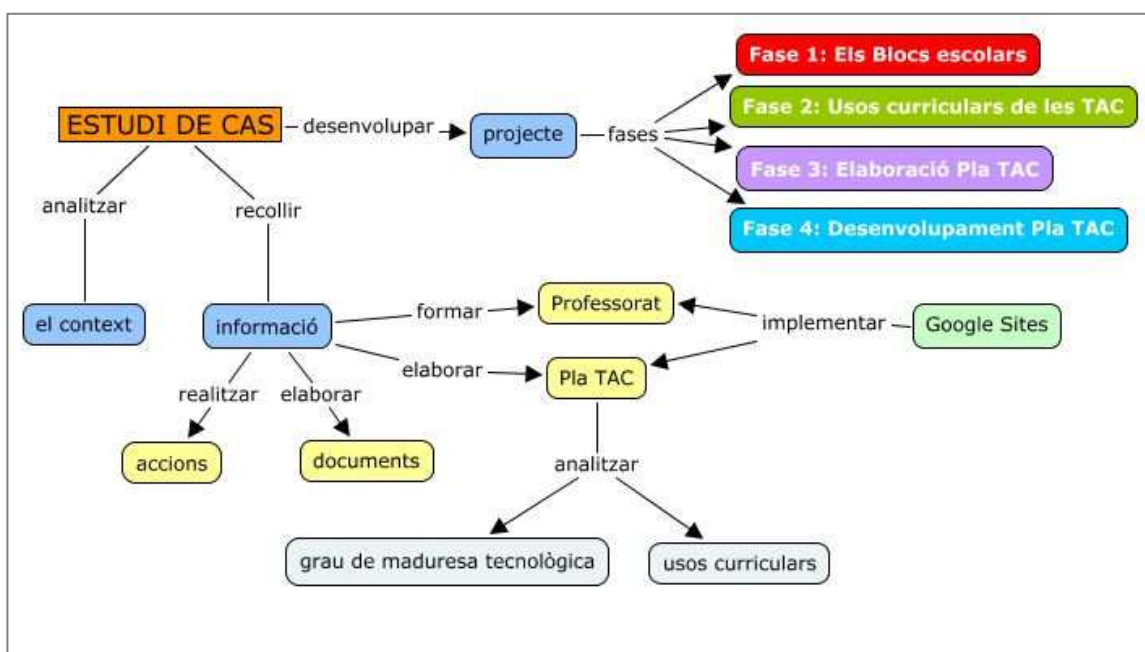 Fase 1: Els Blocs escolars
Fase 2: Usos curriculars de les TAC
ESTUDI DE CAS
desenvolupar
projecte
fases
Fase 3: Elaboració Pla TAC
Fase 4: Desenvolupament Pla TAC
analitzar
recollir
el context
informació
formar
Professorat
implementar
Google Sites
elaborar
Pla TAC
realitzar
elaborar
accions
documents
analitzar
grau de maduresa tecnològica
usos curriculars